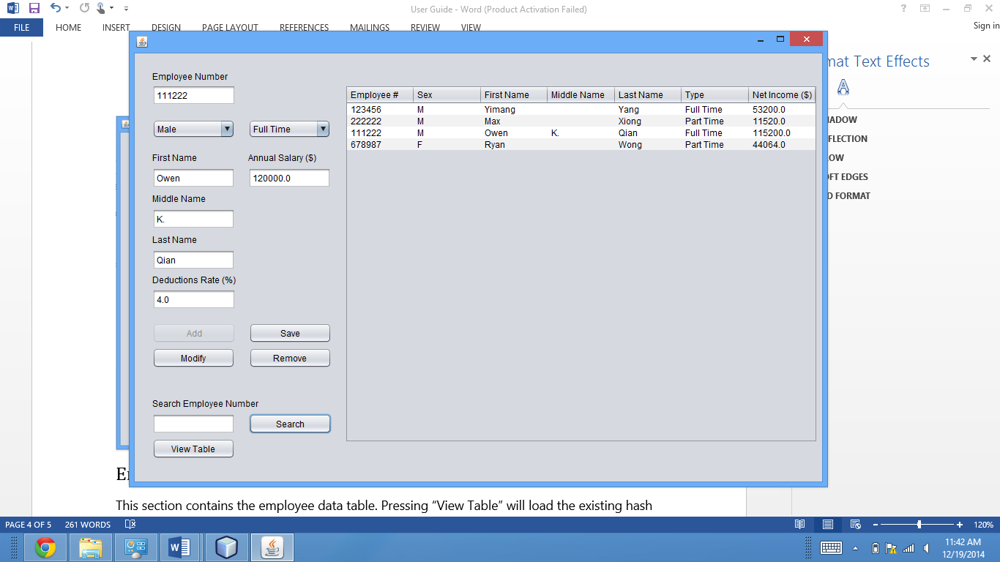 User Guide - Word (Product Activation Failed)
FILE HOME INSERT DESIGN PAGE LAYOUT REFERENCES MAILINGS REVIEW VIEW Sign in
Employee Number
111222
Male Full Time
First Name Annual Salary ($)
Owen 120000.0
Middle Name
K.
Last Name
Qian
Deductions Rate (%)
4.0
Add Save
Modify Remove
Search Employee Number
Search
View Table
Employee # Sex First Name Middle Name Last Name Type Net Income ($)
123456 M Yimang Yang Full Time 53200.0
222222 M Max Xiong Part Time 11520.0
111222 M Owen K. Qian Full Time 115200.0
678987 F Ryan Wong Part Time 44064.0
mat Text Effects
HADOW
FLECTION
OW
OFT EDGES
D FORMAT
This section contains the employee data table. Pressing “View Table” will load the existing hash
PAGE 4 OF 5 261 WORDS 120%
11:42 AM
12/19/2014